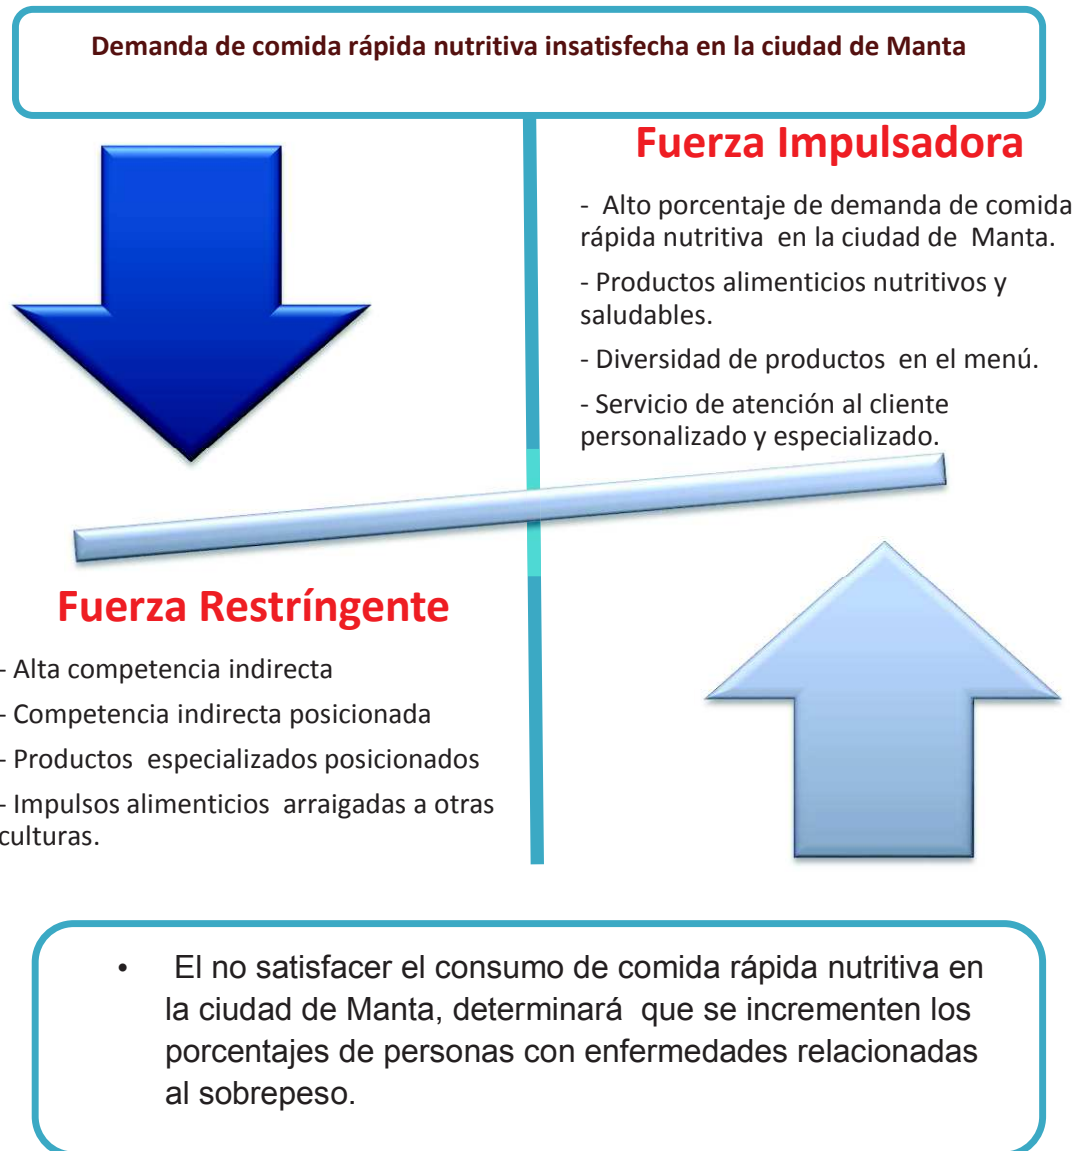 Demanda de comida rápida nutritiva insatisfecha en la ciudad de Manta
Fuerza Impulsadora
- Alto porcentaje de demanda de comida
rápida nutritiva en la ciudad de Manta.
- Productos alimenticios nutritivos y
saludables.
- Diversidad de productos en el menú.
- Servicio de atención al cliente
personalizado y especializado.
Fuerza Restríngente
- Alta competencia indirecta
- Competencia indirecta posicionada
- Productos especializados posicionados
- Impulsos alimenticios arraigadas a otras
culturas.
• El no satisfacer el consumo de comida rápida nutritiva en
la ciudad de Manta, determinará que se incrementen los
porcentajes de personas con enfermedades relacionadas
al sobrepeso.